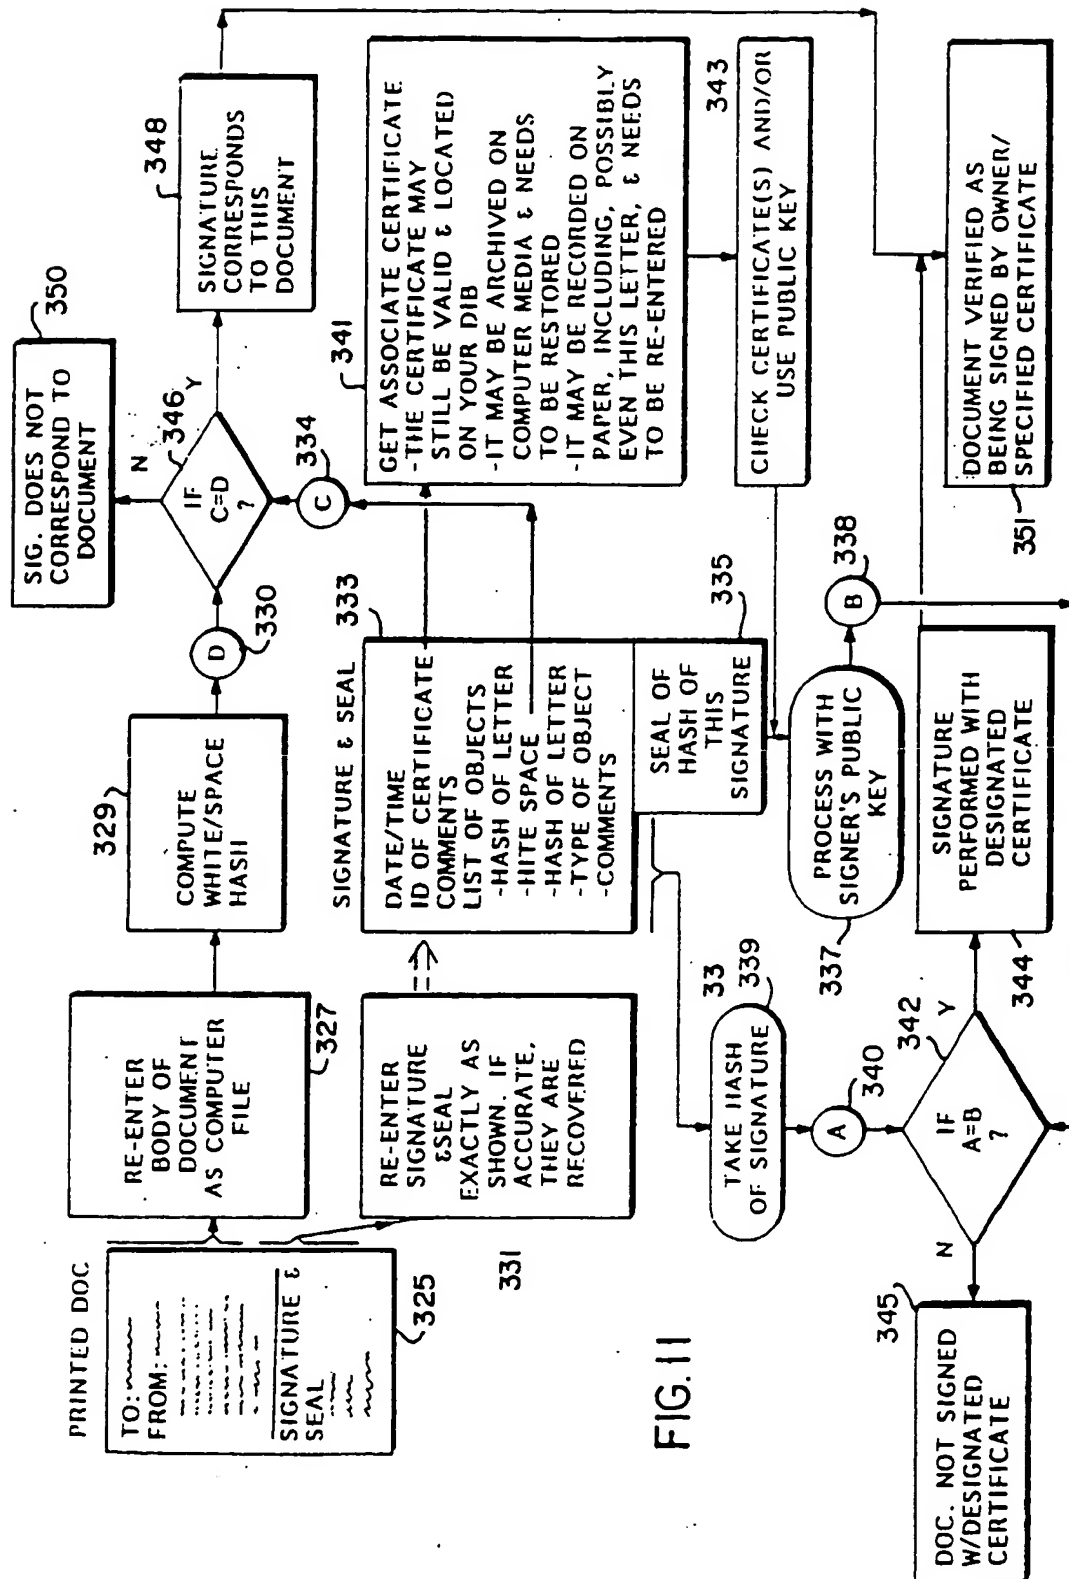 PRINTED DOC
TO:
FROM:
SIGNATURE &
SEAL
325
RE-ENTER
BODY OF
DOCUMENT
AS COMPUTER
FILE
327
COMPUTE
WHITE/SPACE
HASH
329
D
330
IF
C=D
?
346
N
Y
SIG. DOES NOT
CORRESPOND TO
DOCUMENT
350
SIGNATURE
CORRESPONDS
TO THIS
DOCUMENT
348
RE-ENTER
SIGNATURE
&SEAL
EXACTLY AS
SHOWN. IF
ACCURATE,
THEY ARE
RECOVERED
331
SIGNATURE & SEAL
333
DATE/TIME
ID OF CERTIFICATE
COMMENTS
LIST OF OBJECTS
-HASH OF LETTER
-HITE SPACE
-HASH OF LETTER
-TYPE OF OBJECT
-COMMENTS
C
334
SEAL OF
HASH OF
THIS
SIGNATURE
335
341
GET ASSOCIATE CERTIFICATE
-THE CERTIFICATE MAY
STILL BE VALID & LOCATED
ON YOUR DIB
-IT MAY BE ARCHIVED ON
COMPUTER MEDIA & NEEDS
TO BE RESTORED
-IT MAY BE RECORDED ON
PAPER, INCLUDING, POSSIBLY
EVEN THIS LETTER, & NEEDS
TO BE RE-ENTERED
343
CHECK CERTIFICATE(S) AND/OR
USE PUBLIC KEY
33
339
TAKE HASH
OF SIGNATURE
A
340
PROCESS WITH
SIGNER'S PUBLIC
KEY
337
B
338
IF
A=B
?
342
N
Y
345
DOC. NOT SIGNED
W/DESIGNATED
CERTIFICATE
SIGNATURE
PERFORMED WITH
DESIGNATED
CERTIFICATE
344
DOCUMENT VERIFIED AS
BEING SIGNED BY OWNER/
SPECIFIED CERTIFICATE
351
FIG.11